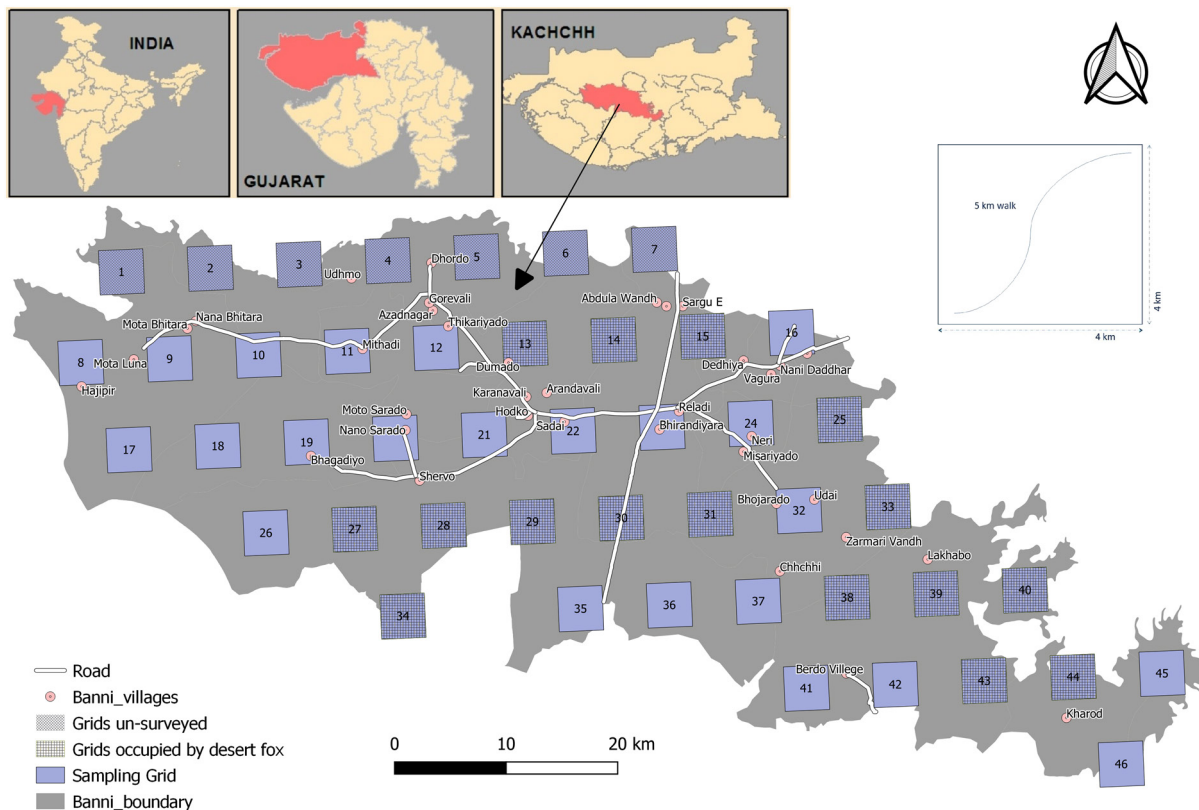 INDIA
GUJARAT
KACHCHH
5 km walk
4 km
4 km
1
2
3
4
5
6
7
Udhmo
Dhordo
Gorevali
Azadnagar
Thikariyado
Abdula Wandh
Sargu E
Mota Bhitara
Nana Bhitara
8
9
10
11
12
13
14
15
16
Mota Luna
Hajipir
Mithadi
Dumado
Dedhiya
Vagura
Nani Daddhar
Karanavali
Arandavali
Moto Sarado
Nano Sarado
Hodko
Sadai
Reladi
Bhirandiyara
17
18
19
21
22
24
25
Neri
Misariyado
Bhagadiyo
Shervo
26
27
28
29
30
31
32
33
Bhojarado
Udai
Zarmari Vandh
Lakhabo
Chhchhi
34
35
36
37
38
39
40
Berdo Villege
41
42
43
44
45
Kharod
46
Road
Banni_villages
Grids un-surveyed
Grids occupied by desert fox
Sampling Grid
Banni_boundary
0 10 20 km